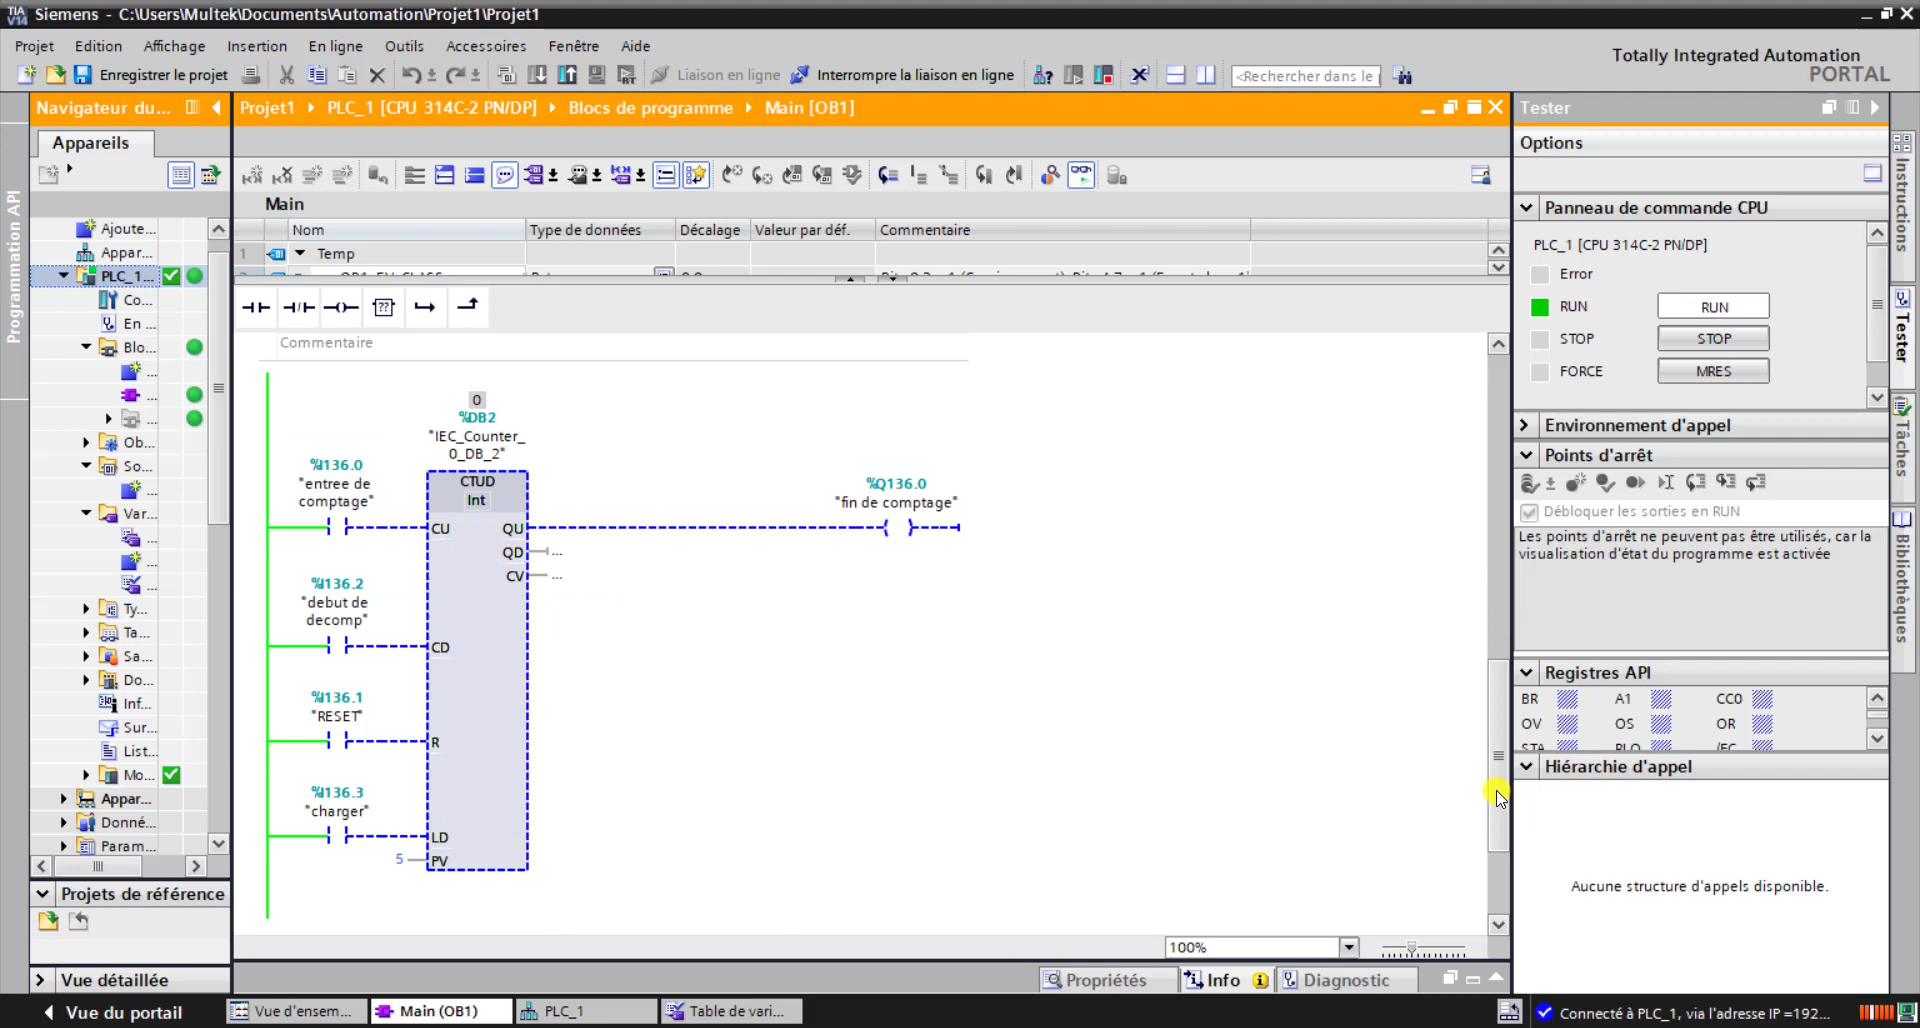 TIA V14 Siemens - C:\Users\Multek\Documents\Automation\Projet1\Projet1
Projet Edition Affichage Insertion En ligne Outils Accessoires Fenêtre Aide
Totally Integrated Automation
PORTAL
Enregistrer le projet Liaison en ligne Interrompre la liaison en ligne <Rechercher dans le p
Navigateur du...
Projet1 PLC_1 [CPU 314C-2 PN/DP] Blocs de programme Main [OB1]
Tester
Appareils
Options
Programmation API
Main
Nom Type de données Décalage Valeur par déf. Commentaire
1 Temp
Ajoute...
Appar...
PLC_1...
Co...
En ...
Blo...
...
...
...
Ob...
So...
...
Var...
...
...
...
Ty...
Ta...
Sa...
Do...
Inf...
Sur...
List...
Mo...
Appar...
Donné...
Param...
Projets de référence
Vue détaillée
??
Commentaire
0
%DB2
"IEC_Counter_
0_DB_2"
%I136.0
"entree de
comptage"
CTUD
Int
%Q136.0
"fin de comptage"
CU QU
QD ...
CV ...
%I136.2
"debut de
decomp"
CD
%I136.1
"RESET"
R
%I136.3
"charger"
LD
5 PV
100%
Propriétés Info Diagnostic
Panneau de commande CPU
PLC_1 [CPU 314C-2 PN/DP]
Error
RUN RUN
STOP STOP
FORCE MRES
Environnement d'appel
Points d'arrêt
Débloquer les sorties en RUN
Les points d'arrêt ne peuvent pas être utilisés, car la
visualisation d'état du programme est activée
Registres API
BR A1 CC0
OV OS OR
STA RLO /FC
Hiérarchie d'appel
Aucune structure d'appels disponible.
Instructions
Tester
Tâches
Bibliothèques
Vue du portail Vue d'ensem... Main (OB1) PLC_1 Table de vari... Connecté à PLC_1, via l'adresse IP =192...